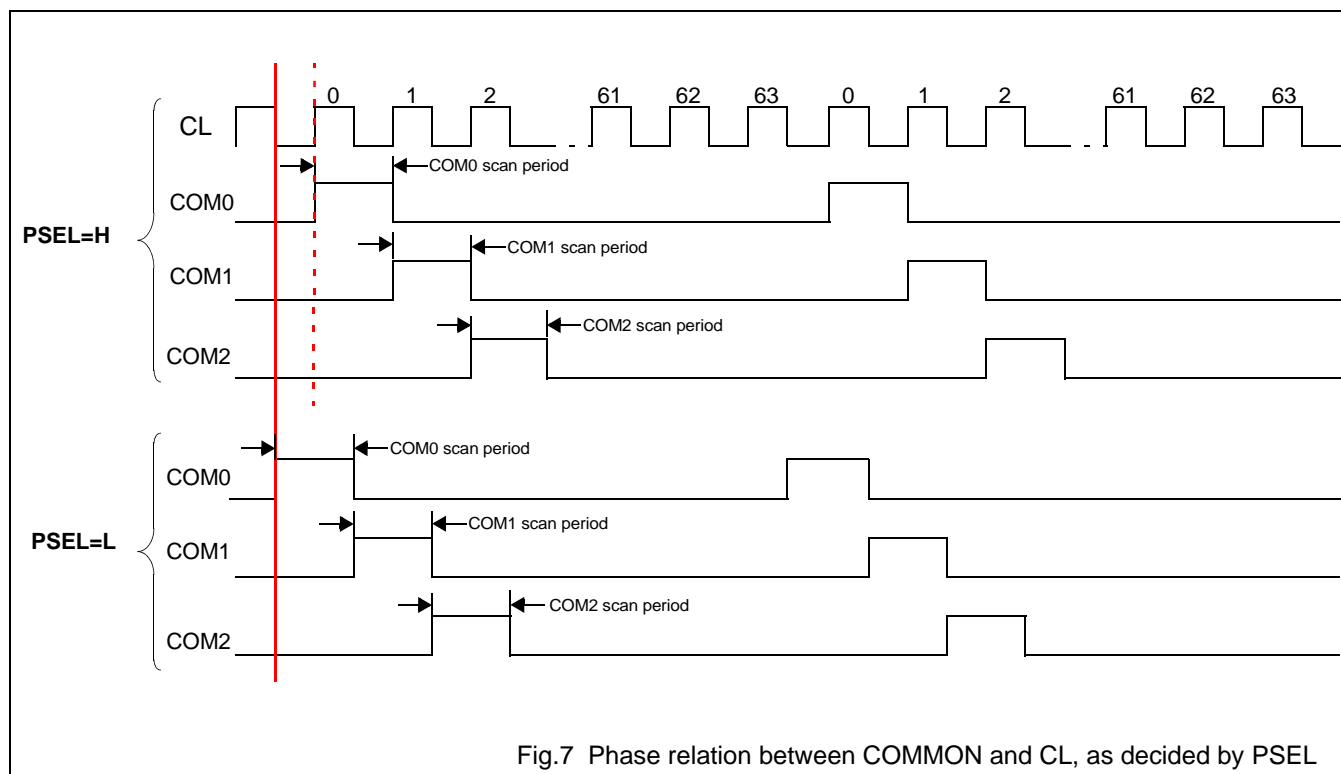 0 1 2 61 62 63 0 1 2 61 62 63
CL
COM0 scan period
COM0
PSEL=H
COM1 scan period
COM1
COM2 scan period
COM2
COM0 scan period
COM0
COM1 scan period
PSEL=L
COM1
COM2 scan period
COM2
Fig.7 Phase relation between COMMON and CL, as decided by PSEL